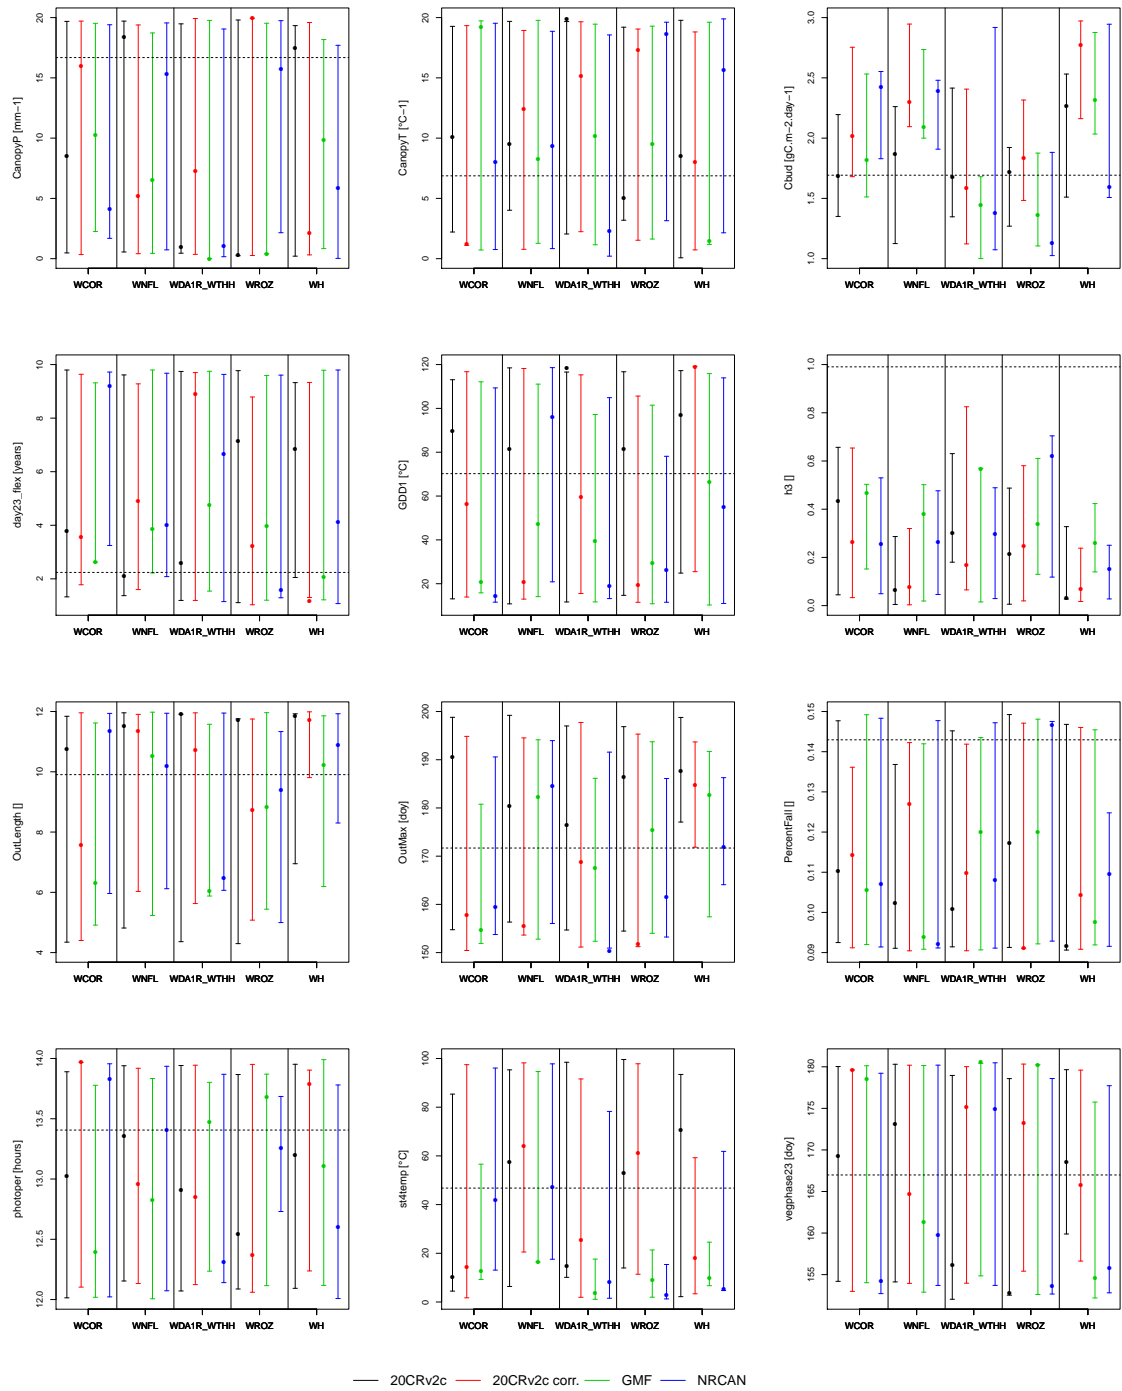 CanopyP [mm−1]
0 5 10 15 20
WCOR WNFL WDA1R_WTHH WROZ WH
CanopyT [°C−1]
0 5 10 15 20
WCOR WNFL WDA1R_WTHH WROZ WH
Cbud [gC.m−2.day−1]
1.0 1.5 2.0 2.5 3.0
WCOR WNFL WDA1R_WTHH WROZ WH
day23_flex [years]
2 4 6 8 10
WCOR WNFL WDA1R_WTHH WROZ WH
GDD1 [°C]
20 40 60 80 100 120
WCOR WNFL WDA1R_WTHH WROZ WH
h3 []
0.0 0.2 0.4 0.6 0.8 1.0
WCOR WNFL WDA1R_WTHH WROZ WH
OutLength []
4 6 8 10 12
WCOR WNFL WDA1R_WTHH WROZ WH
OutMax [doy]
150 160 170 180 190 200
WCOR WNFL WDA1R_WTHH WROZ WH
PercentFall []
0.09 0.10 0.11 0.12 0.13 0.14 0.15
WCOR WNFL WDA1R_WTHH WROZ WH
photoper [hours]
12.0 12.5 13.0 13.5 14.0
WCOR WNFL WDA1R_WTHH WROZ WH
st4temp [°C]
0 20 40 60 80 100
WCOR WNFL WDA1R_WTHH WROZ WH
vegphase23 [doy]
155 160 165 170 175 180
WCOR WNFL WDA1R_WTHH WROZ WH
20CRv2c 20CRv2c corr. GMF NRCAN